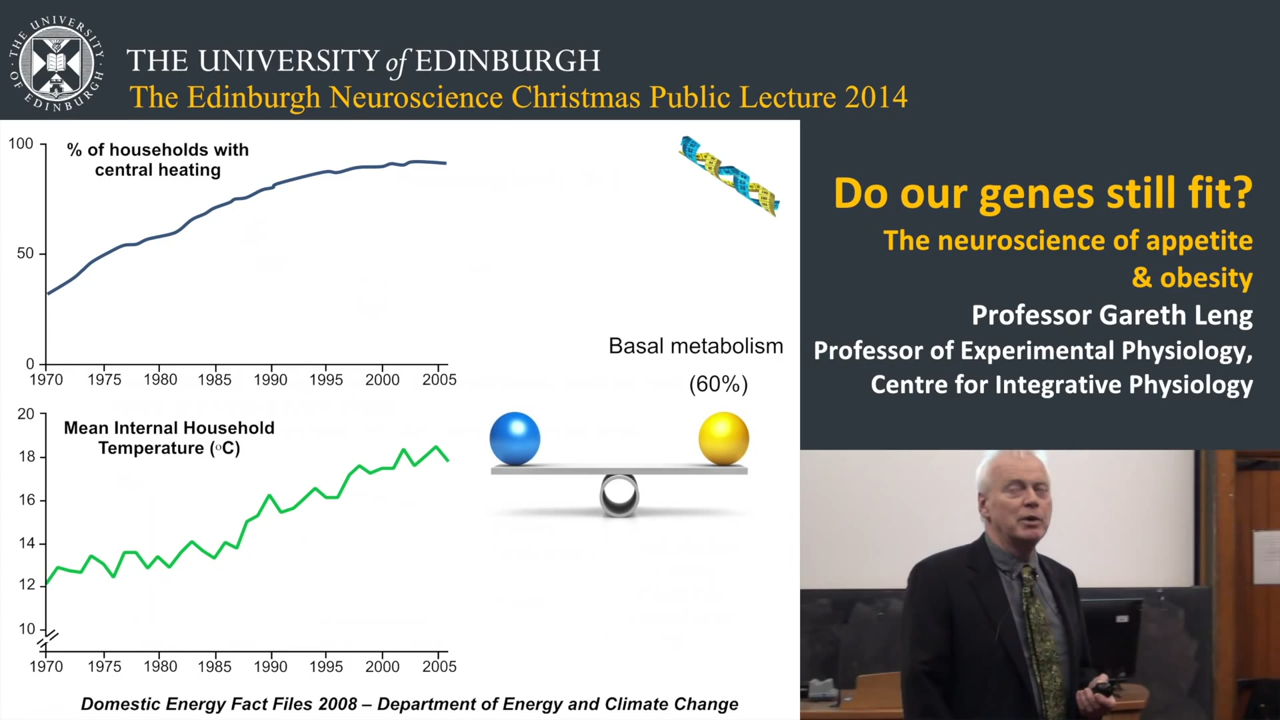 THE UNIVERSITY of EDINBURGH
THE UNIVERSITY
OF EDINBURGH
The Edinburgh Neuroscience Christmas Public Lecture 2014
% of households with
central heating
100
50
0
1970 1975 1980 1985 1990 1995 2000 2005
Mean Internal Household
Temperature (oC)
20
18
16
14
12
10
1970 1975 1980 1985 1990 1995 2000 2005
Basal metabolism
(60%)
Domestic Energy Fact Files 2008 – Department of Energy and Climate Change
Do our genes still fit?
The neuroscience of appetite
& obesity
Professor Gareth Leng
Professor of Experimental Physiology,
Centre for Integrative Physiology